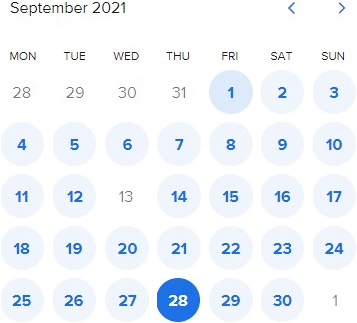 September 2021
MON TUE WED THU FRI SAT SUN
28 29 30 31 1 2 3
4 5 6 7 8 9 10
11 12 13 14 15 16 17
18 19 20 21 22 23 24
25 26 27 28 29 30 1